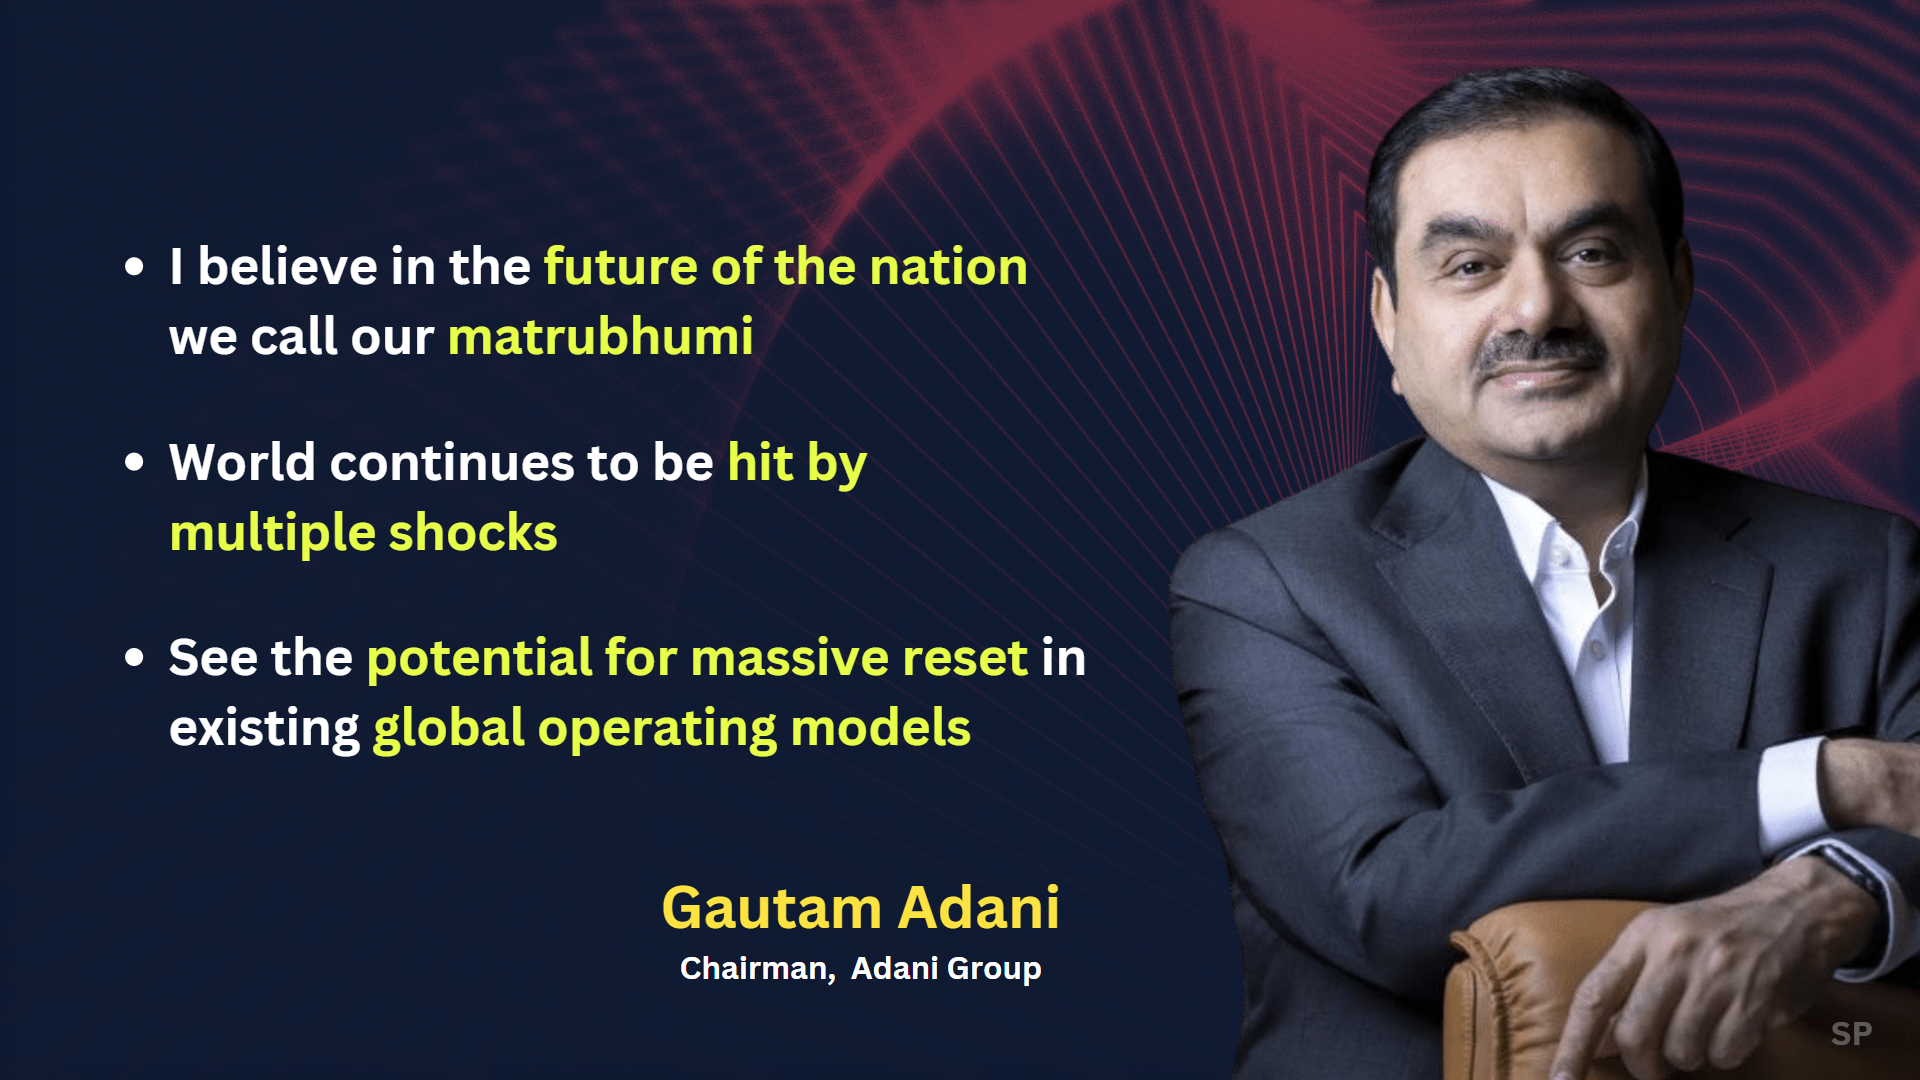 • I believe in the future of the nation
we call our matrubhumi
• World continues to be hit by
multiple shocks
• See the potential for massive reset in
existing global operating models
Gautam Adani
Chairman, Adani Group
SP